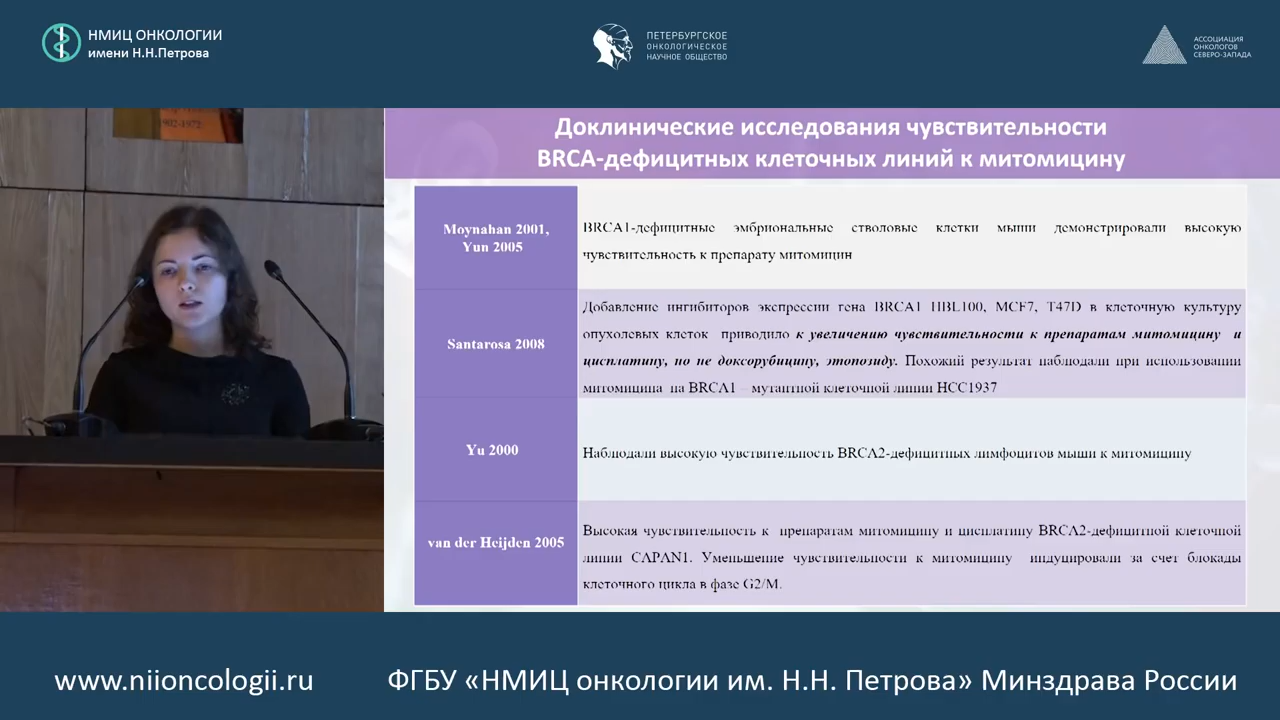 НМИЦ ОНКОЛОГИИ
имени Н.Н.Петрова
ПЕТЕРБУРГСКОЕ
ОНКОЛОГИЧЕСКОЕ
НАУЧНОЕ ОБЩЕСТВО
АССОЦИАЦИЯ
ОНКОЛОГОВ
СЕВЕРО-ЗАПАДА
1902-1972
Доклинические исследования чувствительности
BRCA-дефицитных клеточных линий к митомицину
Moynahan 2001,
Yun 2005
BRCA1-дефицитные эмбриональные стволовые клетки мыши демонстрировали высокую
чувствительность к препарату митомицин
Santarosa 2008
Добавление ингибиторов экспрессии гена BRCA1 HBL100, MCF7, T47D в клеточную культуру
опухолевых клеток приводило к увеличению чувствительности к препаратам митомицину и
цисплатину, но не доксорубицину, этопозиду. Похожий результат наблюдали при использовании
митомицина на BRCA1 – мутантной клеточной линии HCC1937
Yu 2000
Наблюдали высокую чувствительность BRCA2-дефицитных лимфоцитов мыши к митомицину
van der Heijden 2005
Высокая чувствительность к препаратам митомицину и цисплатину BRCA2-дефицитной клеточной
линии CAPAN1. Уменьшение чувствительности к митомицину индуцировали за счет блокады
клеточного цикла в фазе G2/M.
www.niioncologii.ru
ФГБУ «НМИЦ онкологии им. Н.Н. Петрова» Минздрава России